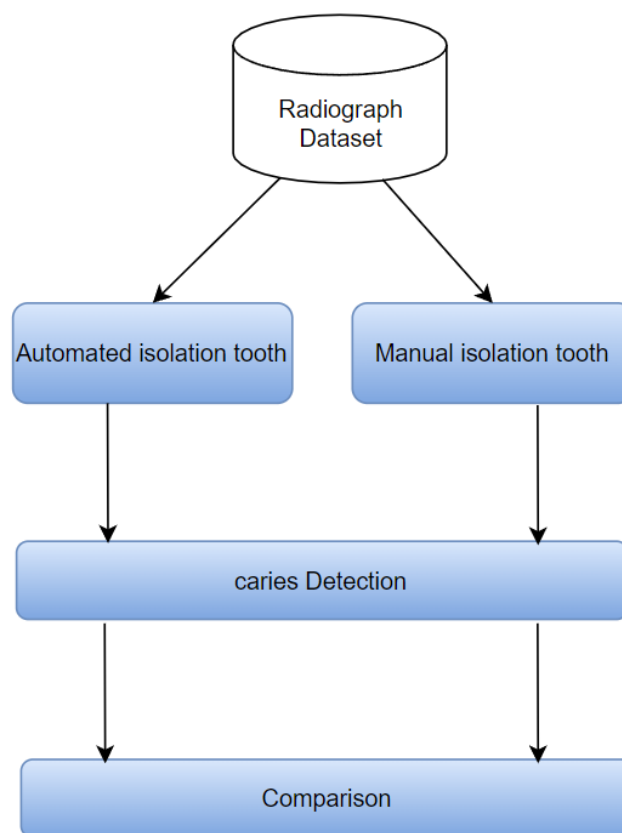 Radiograph
Dataset
Automated isolation tooth
Manual isolation tooth
caries Detection
Comparison